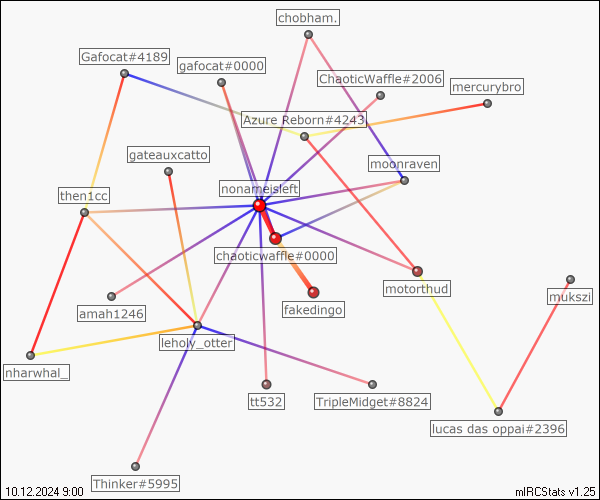 chobham.
Gafocat#4189
gafocat#0000
ChaoticWaffle#2006
mercurybro
Azure Reborn#4243
gateauxcatto
moonraven
nonameisleft
then1cc
chaoticwaffle#0000
motorthud
mukszi
fakedingo
amah1246
leholy_otter
nharwhal_
tt532
TripleMidget#8824
lucas das oppai#2396
Thinker#5995
10.12.2024 9:00
mIRCStats v1.25